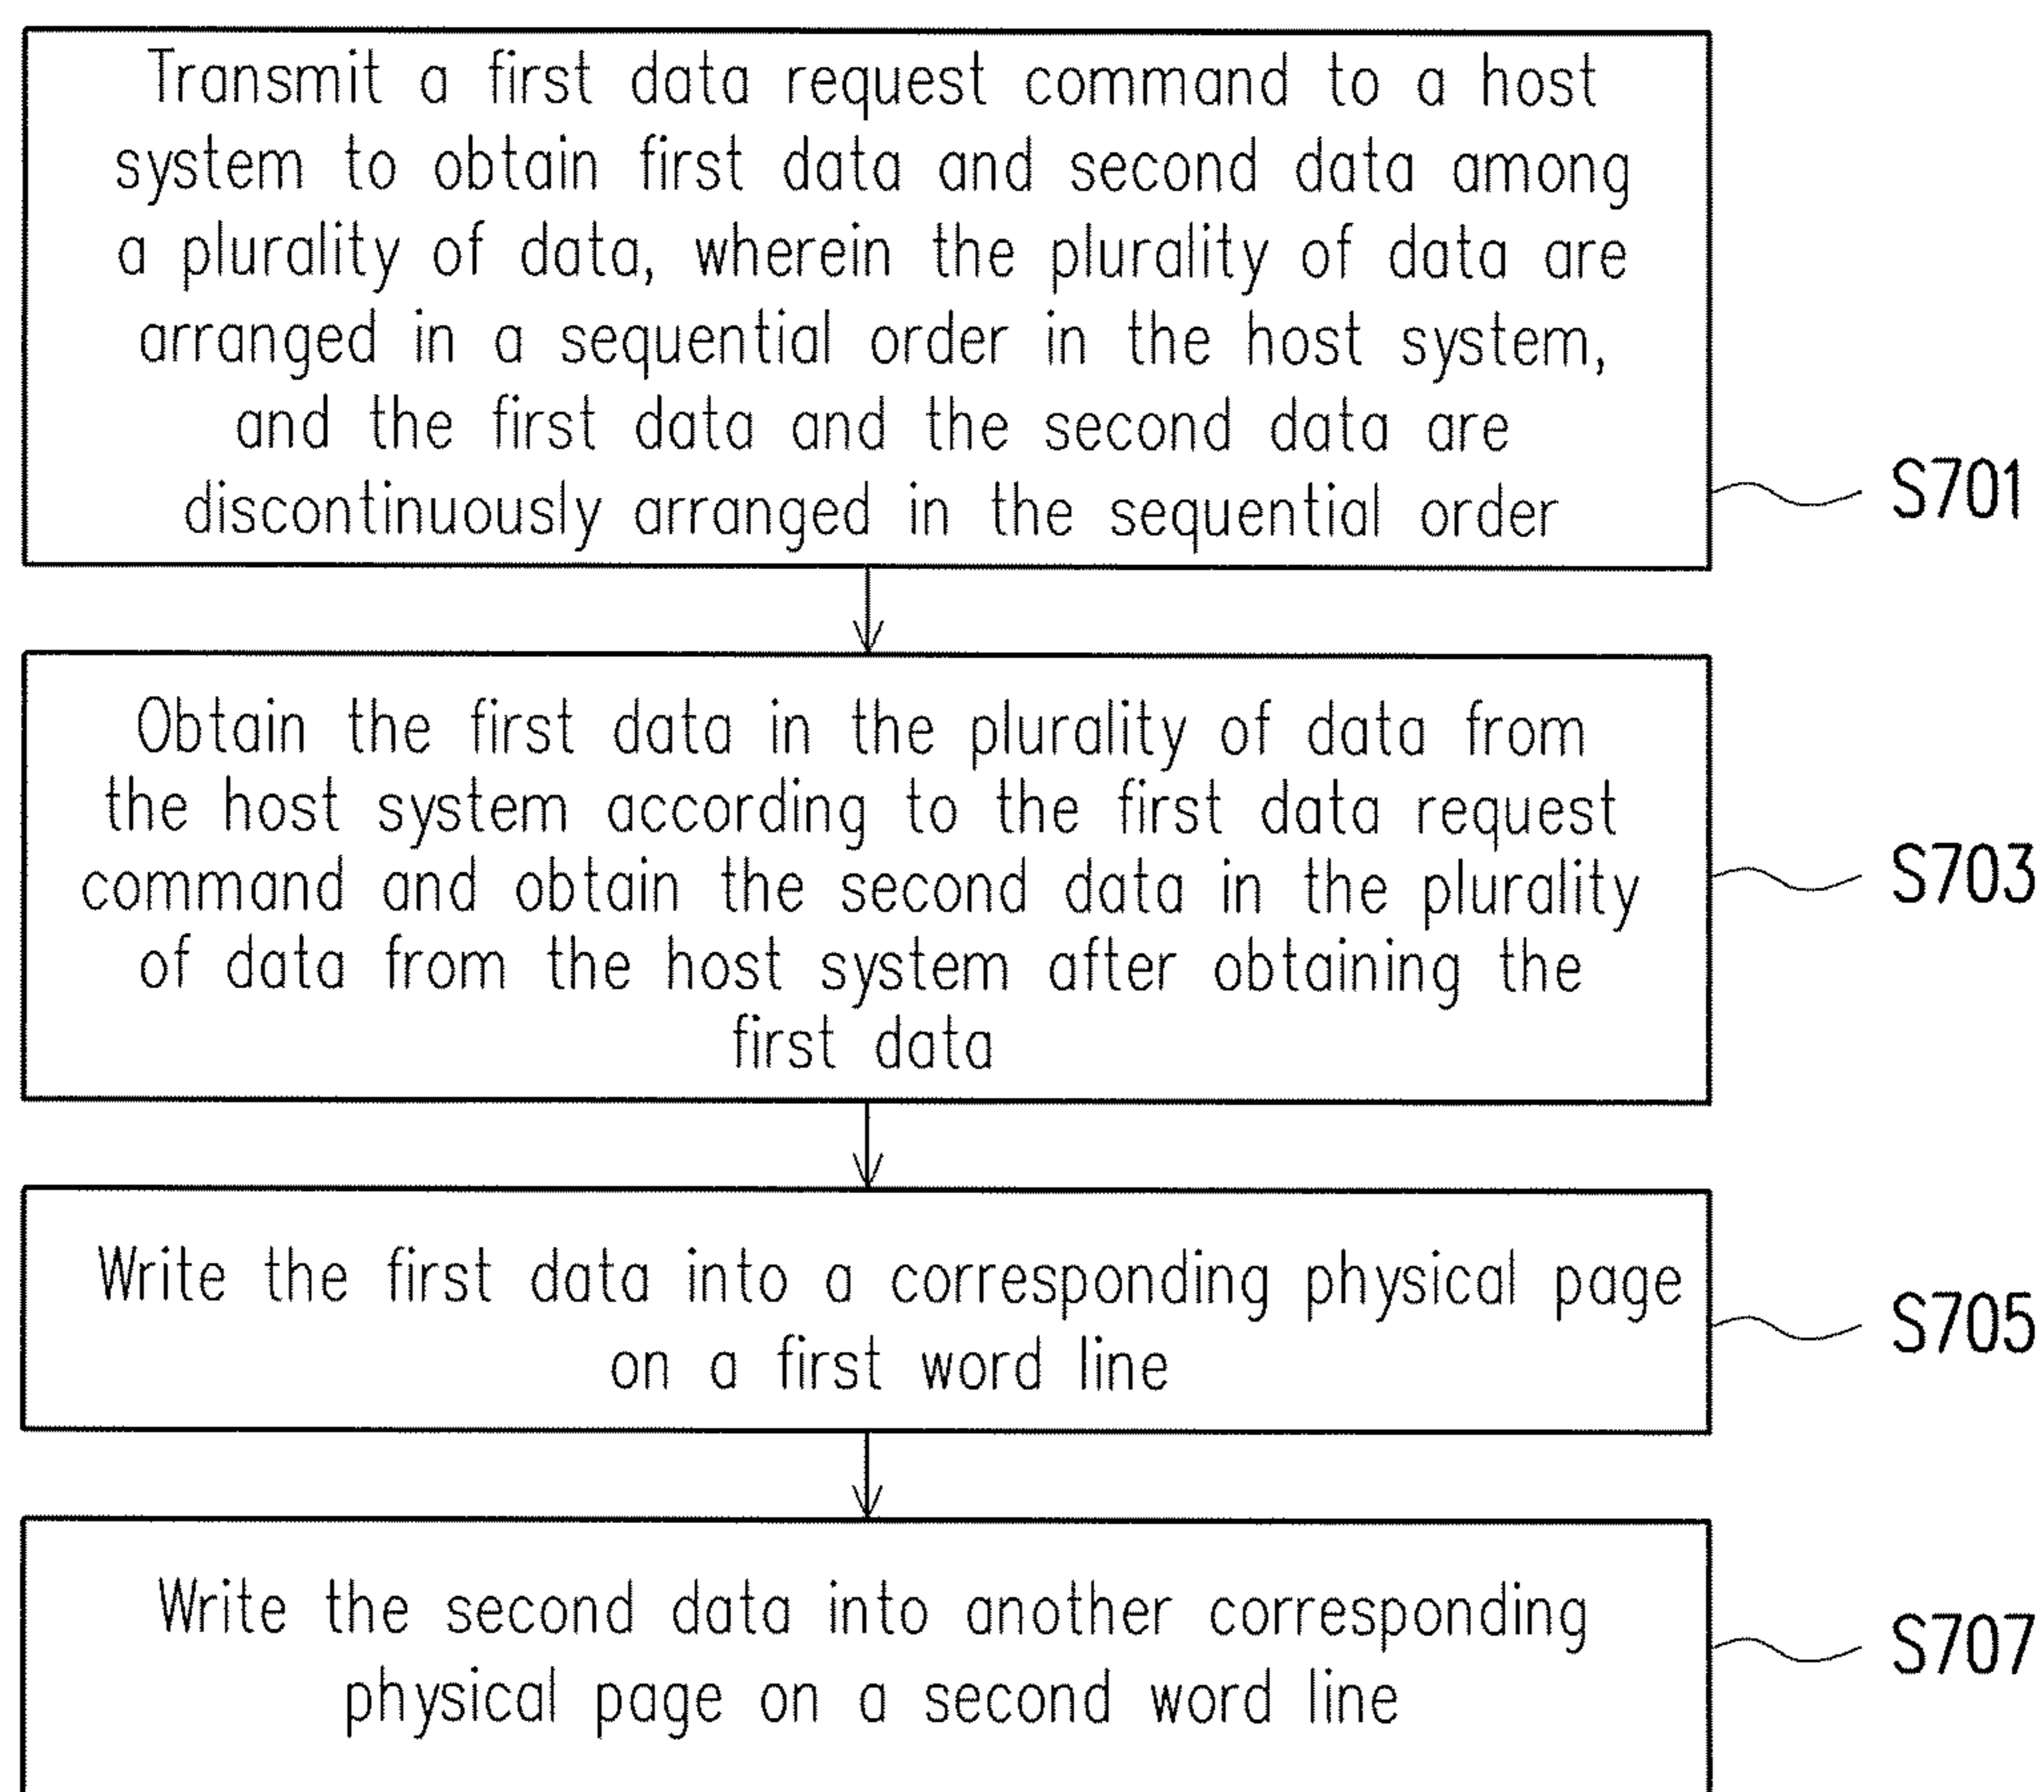 Transmit a first data request command to a host
system to obtain first data and second data among
a plurality of data, wherein the plurality of data are
arranged in a sequential order in the host system,
and the first data and the second data are
discontinuously arranged in the sequential order
S701
Obtain the first data in the plurality of data from
the host system according to the first data request
command and obtain the second data in the plurality
of data from the host system after obtaining the
first data
S703
Write the first data into a corresponding physical page
on a first word line
S705
Write the second data into another corresponding
physical page on a second word line
S707